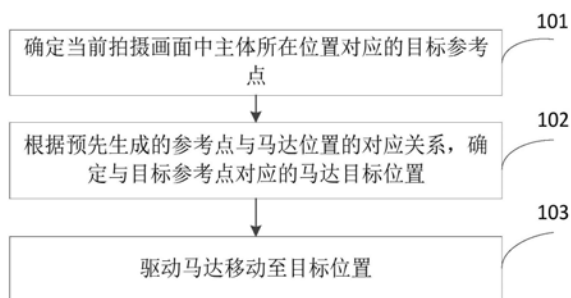 101
确定当前拍摄画面中主体所在位置对应的目标参考
点
102
根据预先生成的参考点与马达位置的对应关系，确
定与目标参考点对应的马达目标位置
103
驱动马达移动至目标位置